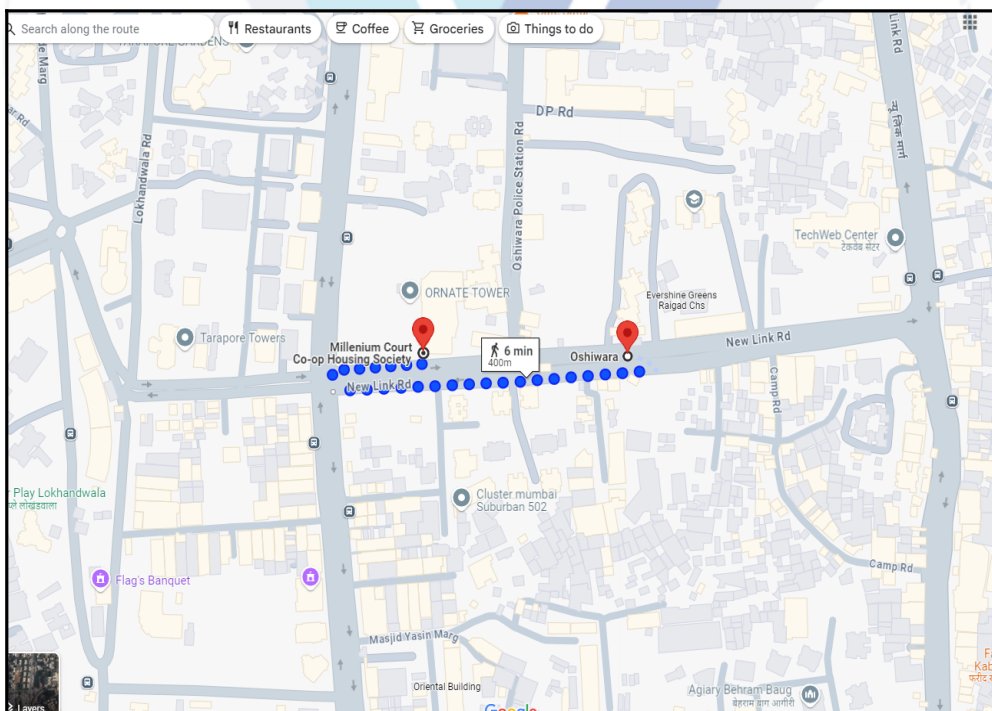 Search along the route
Restaurants
Coffee
Groceries
Things to do
Lokhandwala Rd
DP Rd
Oshiwara Police Station Rd
Link Rd
न्यू लिंक मार्ग
TechWeb Center
टेकवेब सेंटर
ORNATE TOWER
Evershine Greens
Raigad Chs
Tarapore Towers
Millenium Court
Co-op Housing Society
6 min
400m
Oshiwara
New Link Rd
New Link Rd
Camp Rd
Play Lokhandwala
Cluster mumbai
Suburban 502
Flag's Banquet
Camp Rd
Masjid Yasin Marg
Oriental Building
Agiary Behram Baug
बेहराम बाग आगीरी
Layers
Google